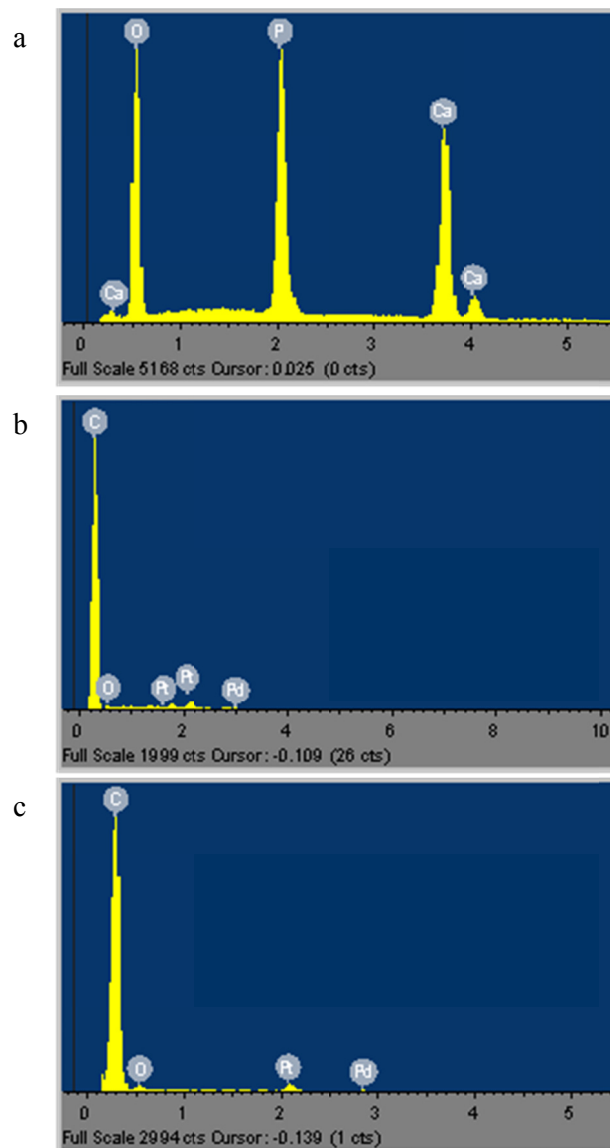 a
O P
Ca
Ca Ca
0 1 2 3 4 5
Full Scale 5168 cts Cursor: 0.025 (0 cts)
b
C
O Pt Pt Pd
0 2 4 6 8 10
Full Scale 1999 cts Cursor: -0.109 (26 cts)
c
C
O Pt Pd
0 1 2 3 4 5
Full Scale 2994 cts Cursor: -0.139 (1 cts)